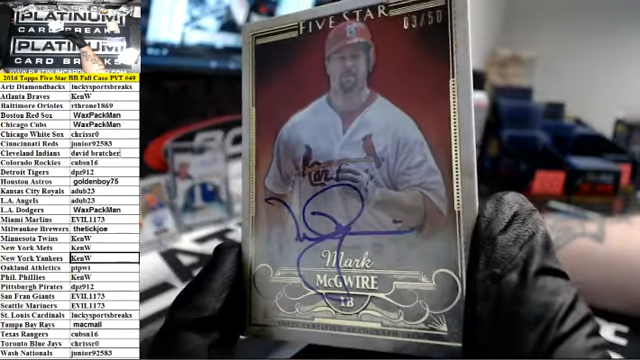 PLATINUM
CARD BREAKS
PLATINUM
CARD BREAKS
2016 Topps Five Star BB Full Case PYT #49
Ariz Diamondbacks luckysportsbreaks
Atlanta Braves KenW
Baltimore Orioles rthrone1869
Boston Red Sox WaxPackMan
Chicago Cubs WaxPackMan
Chicago White Sox chrissr0
Cincinnati Reds junior92583
Cleveland Indians david bratcher
Colorado Rockies cubsn16
Detroit Tigers dpz912
Houston Astros goldenboy75
Kansas City Royals adub23
L.A. Angels adub23
L.A. Dodgers WaxPackMan
Miami Marlins EVIL1173
Milwaukee Brewers thetickjoe
Minnesota Twins KenW
New York Mets KenW
New York Yankees KenW
Oakland Athletics ptpwi
Phil. Phillies KenW
Pittsburgh Pirates dpz912
San Fran Giants EVIL1173
Seattle Mariners EVIL1173
St. Louis Cardinals luckysportsbreaks
Tampa Bay Rays macmall
Texas Rangers cubsn16
Toronto Blue Jays chrissr0
Wash Nationals junior92583
FIVE STAR
03/50
Mark
McGWIRE
1B
TOPPS CERTIFIED AUTOGRAPH ISSUE